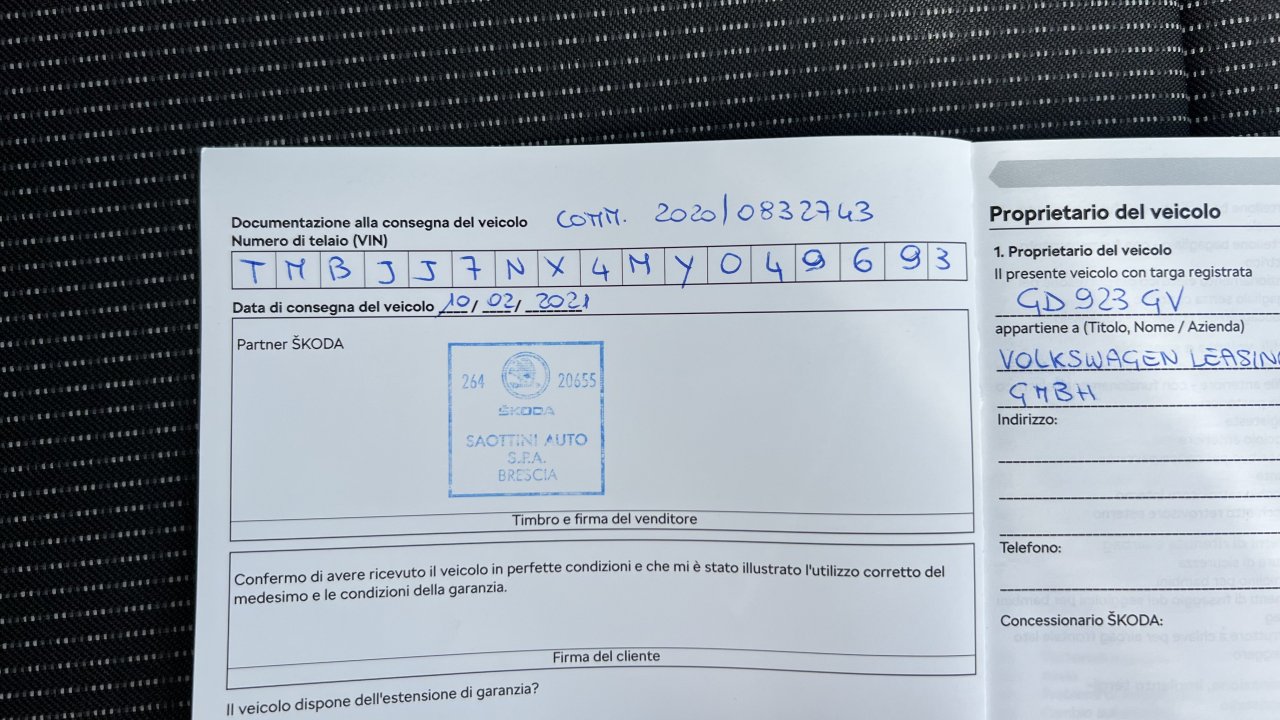 Documentazione alla consegna del veicolo COMM. 2020/0832743
Numero di telaio (VIN)
T M B J J 7 N X 4 M Y 0 4 9 6 9 3
Data di consegna del veicolo 10/ 02/ 2021
Partner ŠKODA
264 20655
ŠKODA
SAOTTINI AUTO
S.P.A.
BRESCIA
Timbro e firma del venditore
Confermo di avere ricevuto il veicolo in perfette condizioni e che mi è stato illustrato l'utilizzo corretto del
medesimo e le condizioni della garanzia.
Firma del cliente
Il veicolo dispone dell'estensione di garanzia?
Proprietario del veicolo
1. Proprietario del veicolo
Il presente veicolo con targa registrata
GD 923 GV
appartiene a (Titolo, Nome / Azienda)
VOLKSWAGEN LEASIN
GMBH
Indirizzo:
Telefono:
Concessionario ŠKODA: